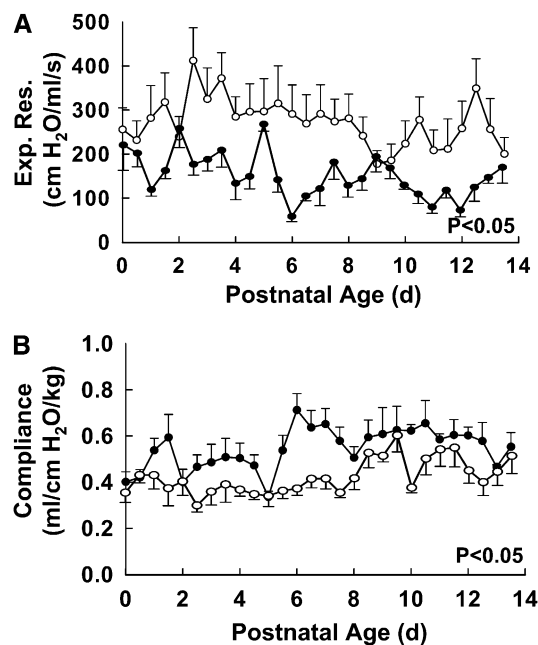 A
Exp. Res.
(cm H₂O/ml/s)
500
400
300
200
100
0
P<0.05
0 2 4 6 8 10 12 14
Postnatal Age (d)
B
Compliance
(ml/cm H₂O/kg)
1.0
0.8
0.6
0.4
0.2
0.0
P<0.05
0 2 4 6 8 10 12 14
Postnatal Age (d)